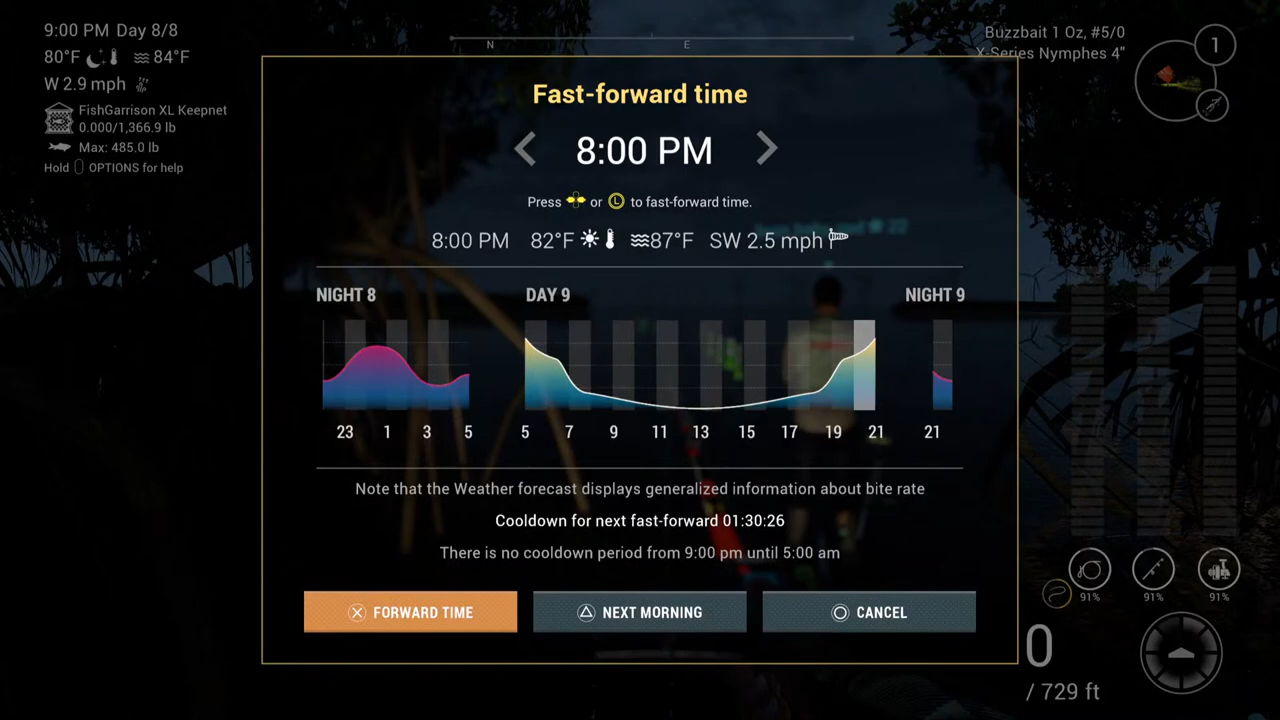 9:00 PM Day 8/8
80°F 84°F
W 2.9 mph
FishGarrison XL Keepnet
0.000/1,366.9 lb
Max: 485.0 lb
Hold OPTIONS for help
N E
Buzzbait 1 Oz, #5/0
X-Series Nymphes 4"
1
Fast-forward time
8:00 PM
Press or L to fast-forward time.
8:00 PM 82°F 87°F SW 2.5 mph
NIGHT 8 DAY 9 NIGHT 9
23 1 3 5 5 7 9 11 13 15 17 19 21 21
Note that the Weather forecast displays generalized information about bite rate
Cooldown for next fast-forward 01:30:26
There is no cooldown period from 9:00 pm until 5:00 am
FORWARD TIME NEXT MORNING CANCEL
91% 91% 91%
0
/ 729 ft